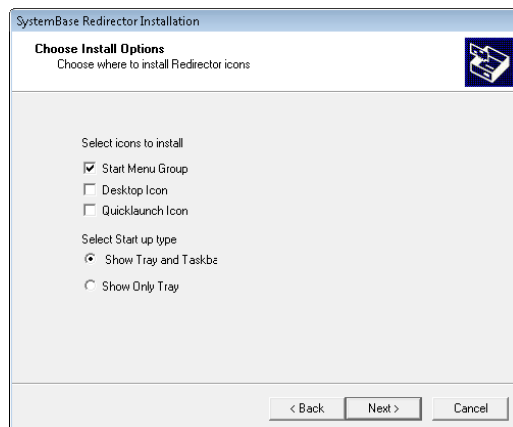 SystemBase Redirector Installation
Choose Install Options
Choose where to install Redirector icons
Select icons to install
Start Menu Group
Desktop Icon
Quicklaunch Icon
Select Start up type
Show Tray and Taskba
Show Only Tray
< Back Next > Cancel